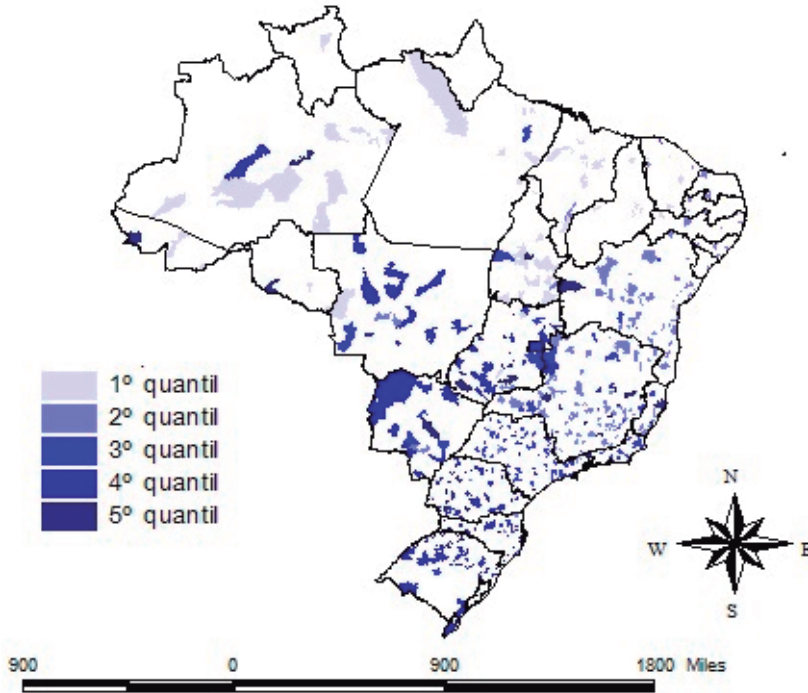 1º quantil
2º quantil
3º quantil
4º quantil
5º quantil
N
W
E
S
900 0 900 1800 Miles